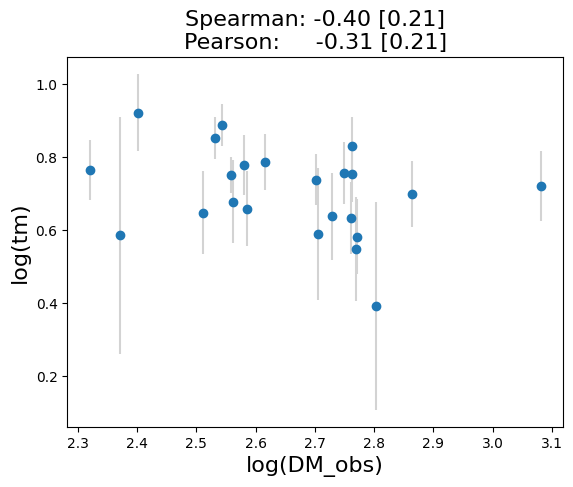 Spearman: -0.40 [0.21]
Pearson: -0.31 [0.21]
1.0
0.8
0.6
0.4
0.2
log(tm)
2.3 2.4 2.5 2.6 2.7 2.8 2.9 3.0 3.1
log(DM_obs)